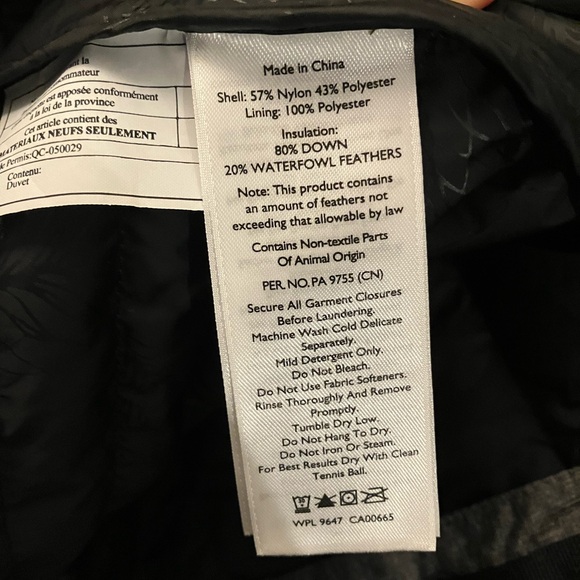 la
est apposée conformément
à la loi de la province
Cet article contient des
MATERIAUX NEUFS SEULEMENT
Permis:QC-050029
Contenu:
Duvet
Made in China
Shell: 57% Nylon 43% Polyester
Lining: 100% Polyester
Insulation:
80% DOWN
20% WATERFOWL FEATHERS
Note: This product contains
an amount of feathers not
exceeding that allowable by law
Contains Non-textile Parts
Of Animal Origin
PER. NO. PA 9755 (CN)
Secure All Garment Closures
Before Laundering.
Machine Wash Cold Delicate
Separately.
Mild Detergent Only.
Do Not Bleach.
Do Not Use Fabric Softeners.
Rinse Thoroughly And Remove
Promptly.
Tumble Dry Low.
Do Not Hang To Dry.
Do Not Iron Or Steam.
For Best Results Dry With Clean
Tennis Ball.
WPL 9647 CA00665